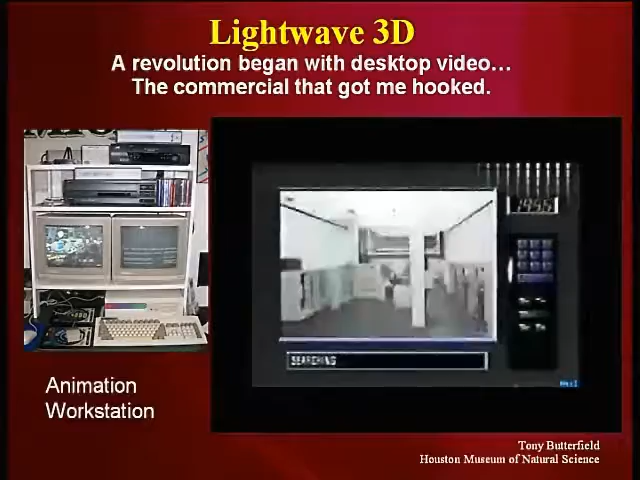 Lightwave 3D
A revolution began with desktop video…
The commercial that got me hooked.
1956
SEARCHING
Animation
Workstation
Tony Butterfield
Houston Museum of Natural Science